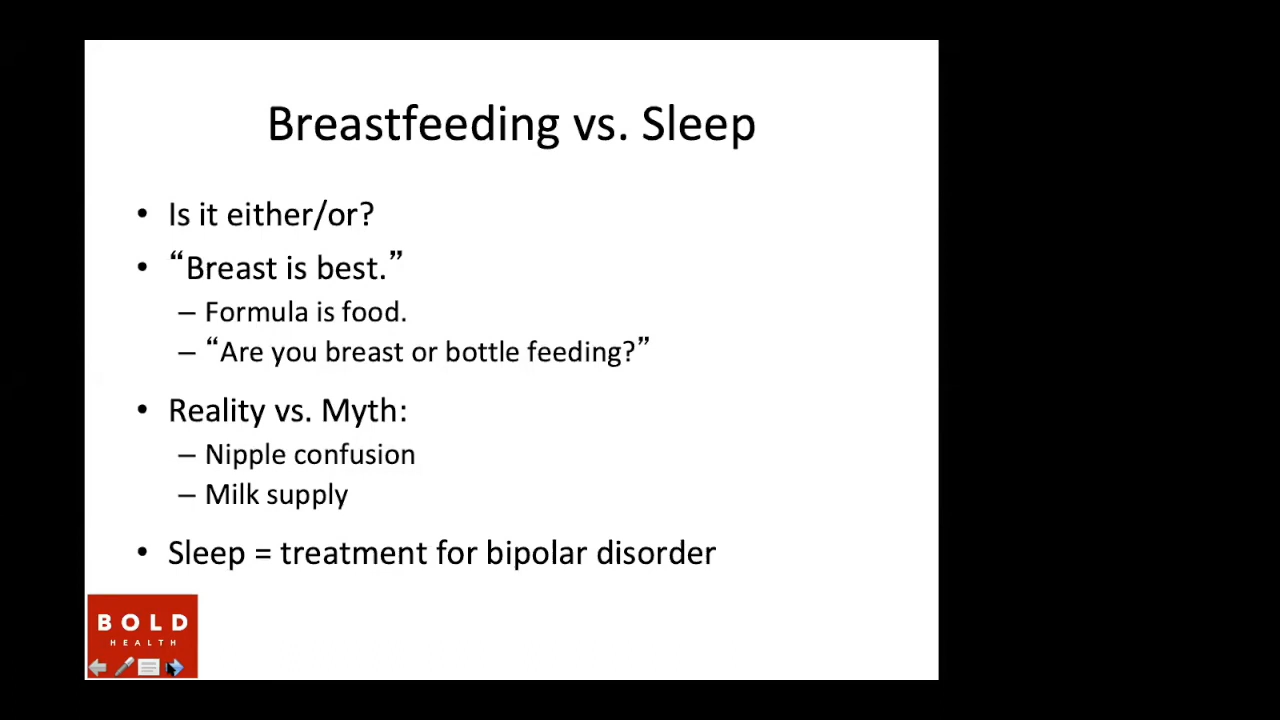 Breastfeeding vs. Sleep
• Is it either/or?
• “Breast is best.”
– Formula is food.
– “Are you breast or bottle feeding?”
• Reality vs. Myth:
– Nipple confusion
– Milk supply
• Sleep = treatment for bipolar disorder
BOLD
HEALTH